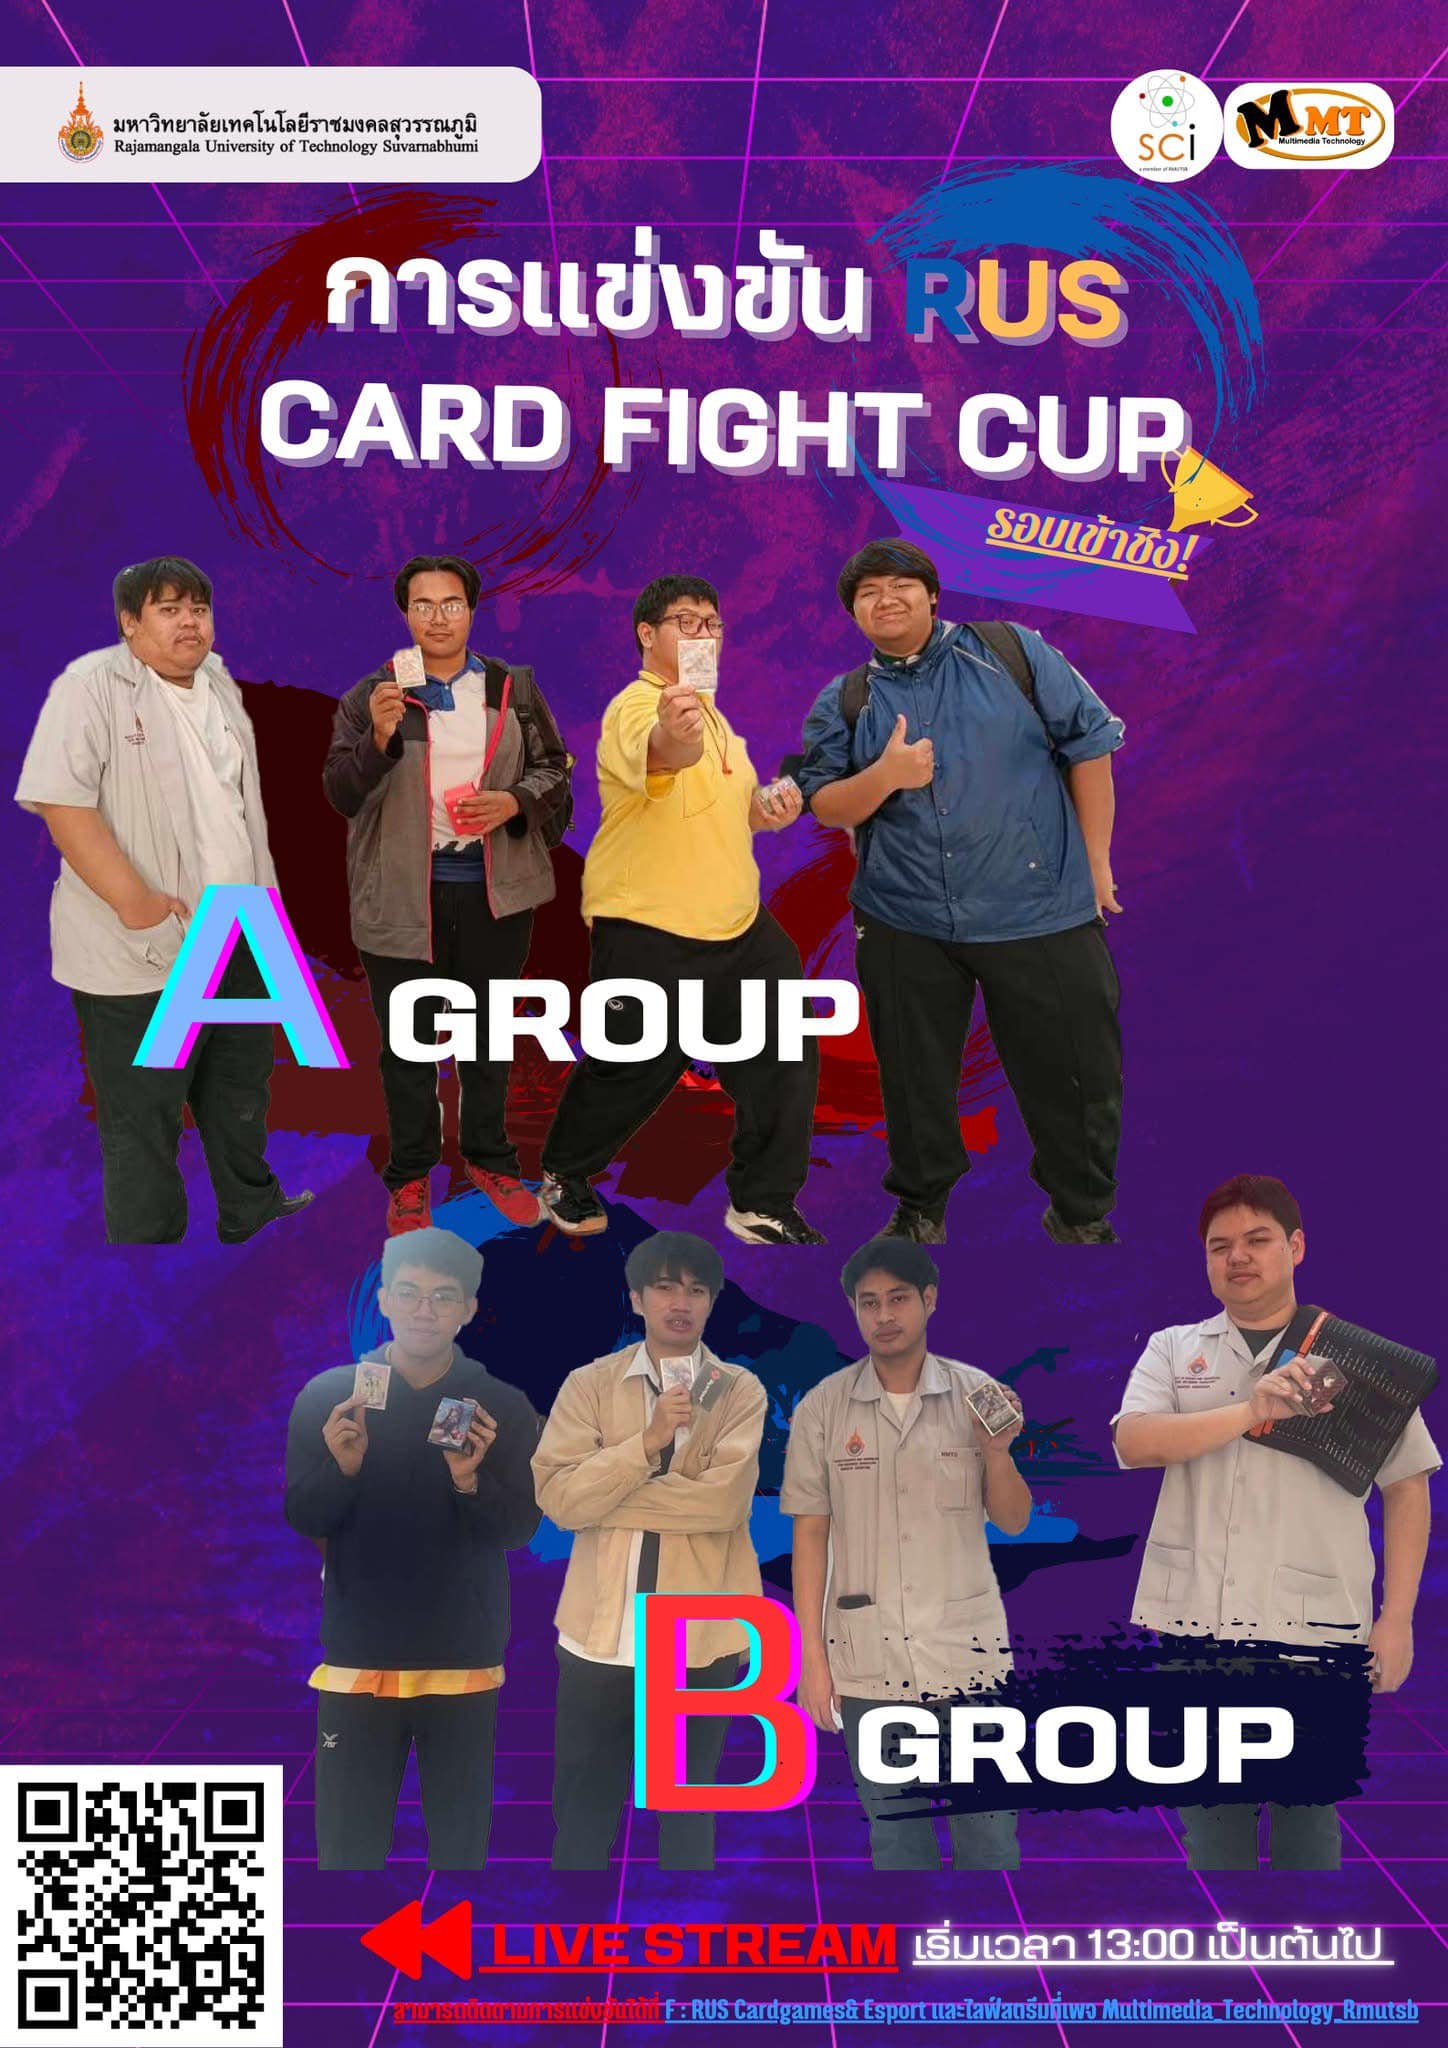 มหาวิทยาลัยเทคโนโลยีราชมงคลสุวรรณภูมิ
Rajamangala University of Technology Suvarnabhumi
sci
a member of RMUTSB
MMT
Multimedia Technology
การแข่งขัน RUS
CARD FIGHT CUP
รอบเข้าชิง!
A GROUP
B GROUP
LIVE STREAM เริ่มเวลา 13:00 เป็นต้นไป
สามารถติดตามการแข่งขันได้ที่ F : RUS Cardgames& Esport และไลฟ์สตรีมที่เพจ Multimedia_Technology_Rmutsb